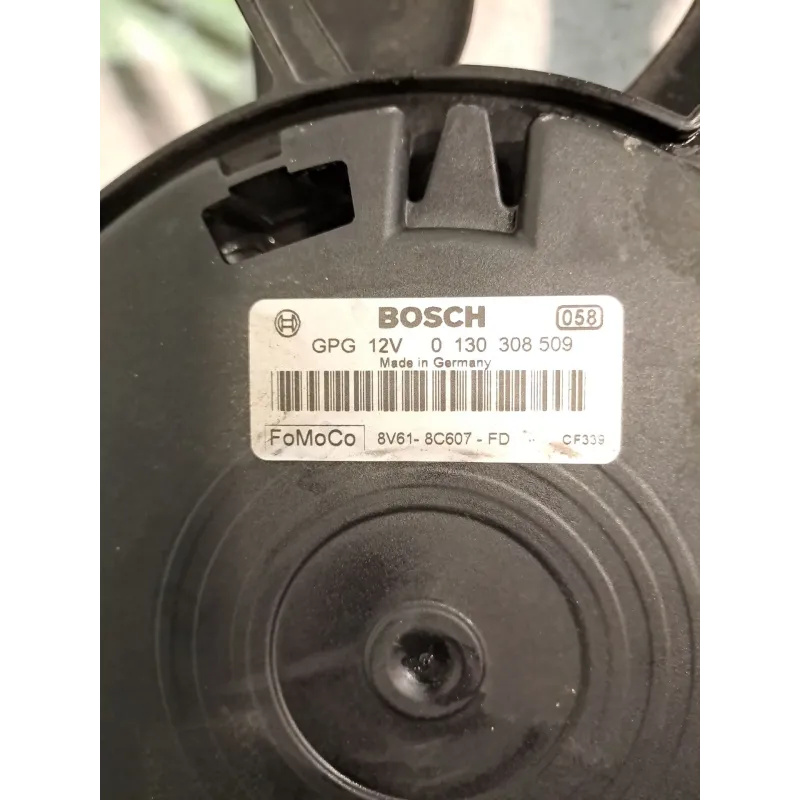 BOSCH 058
GPG 12V 0 130 308 509
Made in Germany
FoMoCo 8V61-8C607-FD CF339